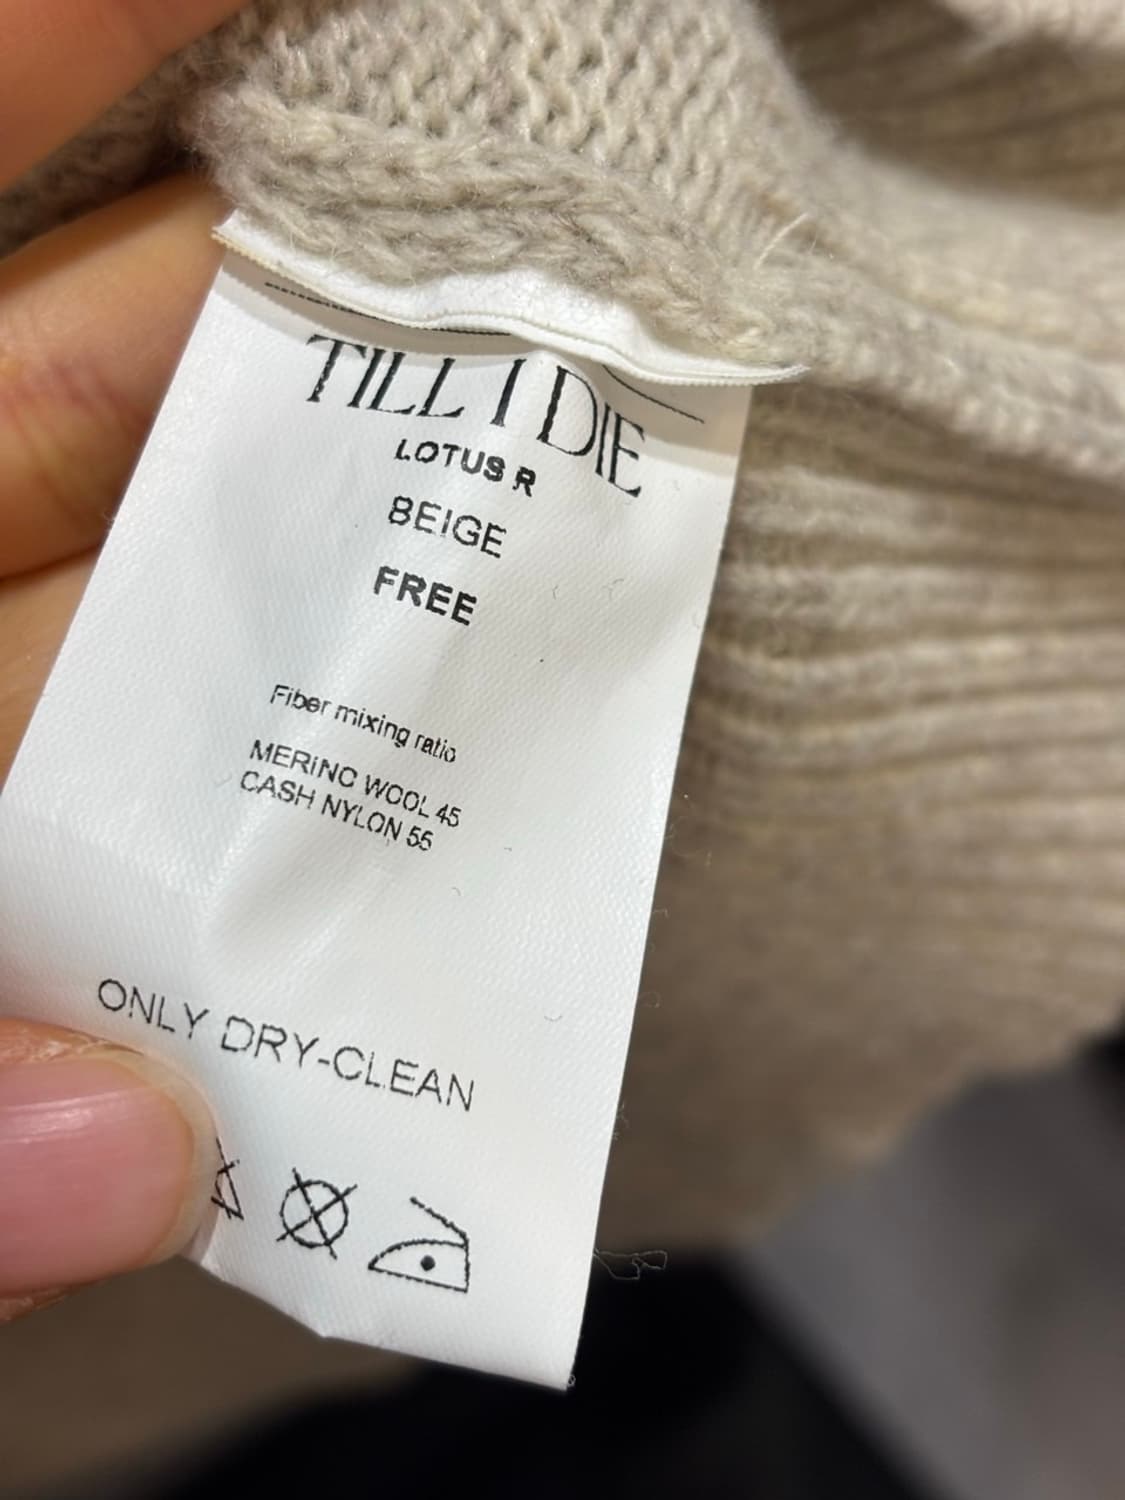 TILL I DIE
LOTUS R
BEIGE
FREE
Fiber mixing ratio
MERINO WOOL 45
CASH NYLON 55
ONLY DRY-CLEAN